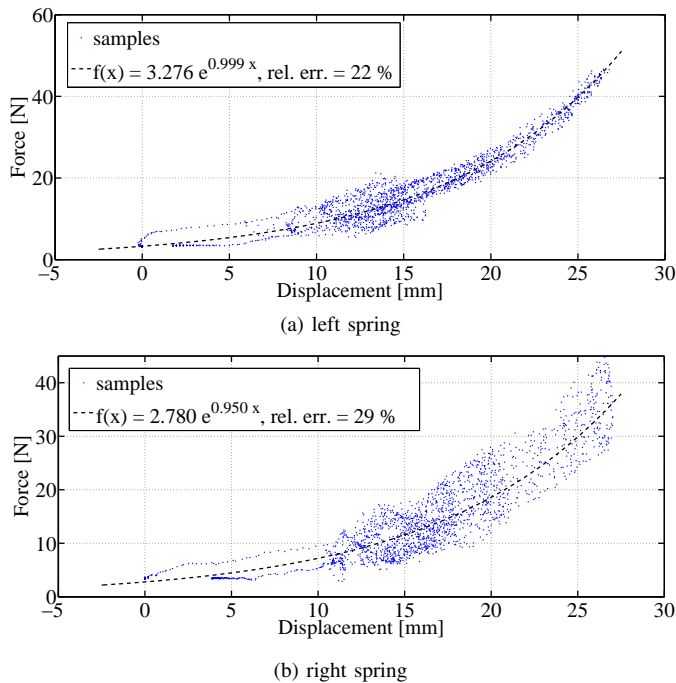 60
40
20
0
Force [N]
samples
f(x) = 3.276 e^0.999 x, rel. err. = 22 %
−5 0 5 10 15 20 25 30
Displacement [mm]
(a) left spring
40
30
20
10
0
Force [N]
samples
f(x) = 2.780 e^0.950 x, rel. err. = 29 %
−5 0 5 10 15 20 25 30
Displacement [mm]
(b) right spring